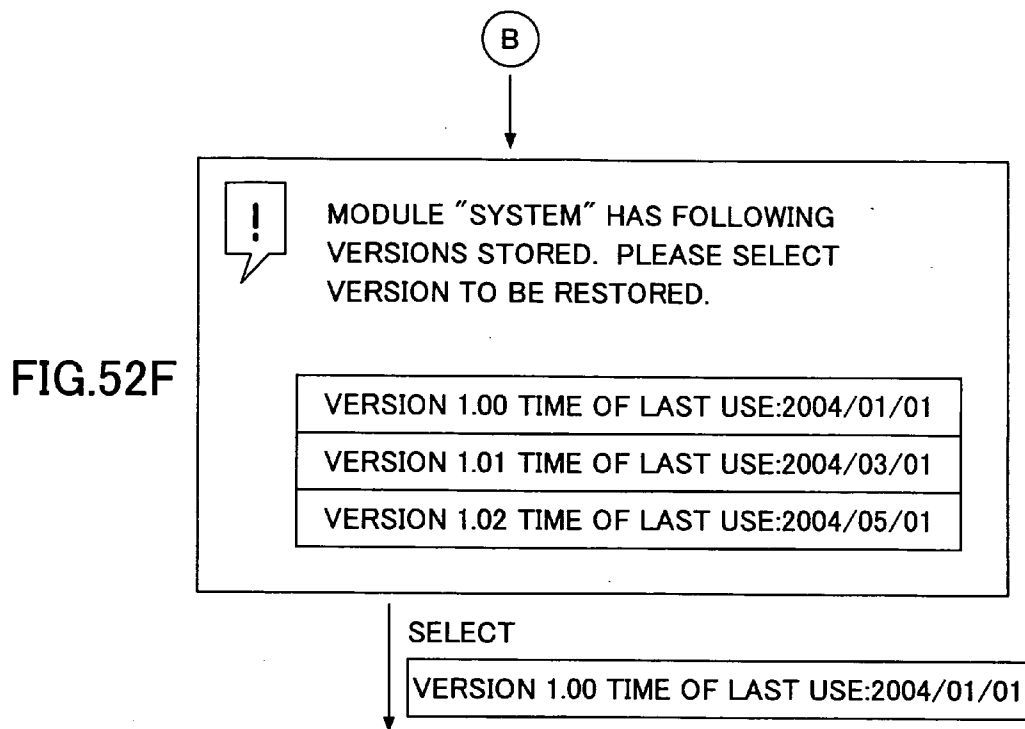 B
!
MODULE "SYSTEM" HAS FOLLOWING
VERSIONS STORED. PLEASE SELECT
VERSION TO BE RESTORED.
FIG.52F
VERSION 1.00 TIME OF LAST USE:2004/01/01
VERSION 1.01 TIME OF LAST USE:2004/03/01
VERSION 1.02 TIME OF LAST USE:2004/05/01
SELECT
VERSION 1.00 TIME OF LAST USE:2004/01/01